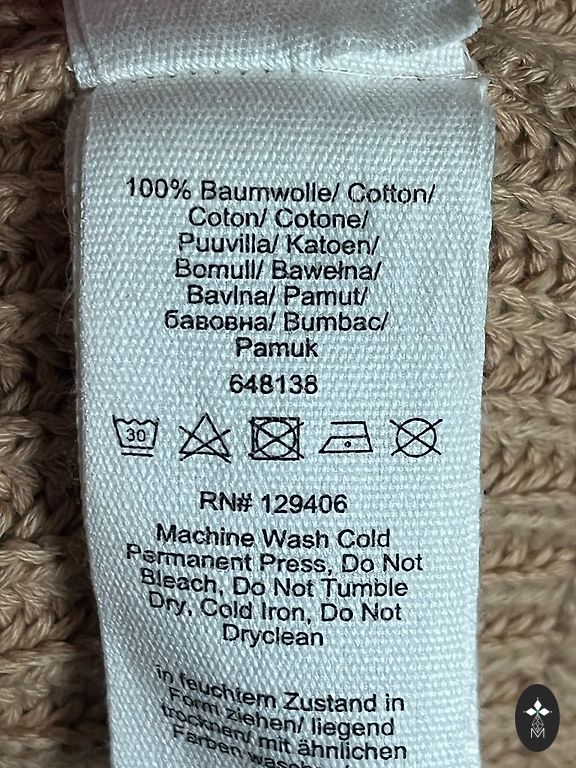 100% Baumwolle/ Cotton/
Coton/ Cotone/
Puuvilla/ Katoen/
Bomull/ Bawełna/
Bavlna/ Pamut/
бавовна/ Bumbac/
Pamuk
648138
30
RN# 129406
Machine Wash Cold
Permanent Press, Do Not
Bleach, Do Not Tumble
Dry, Cold Iron, Do Not
Dryclean
in feuchtem Zustand in
Form ziehen/ liegend
trocknen/ mit ähnlichen
Farben